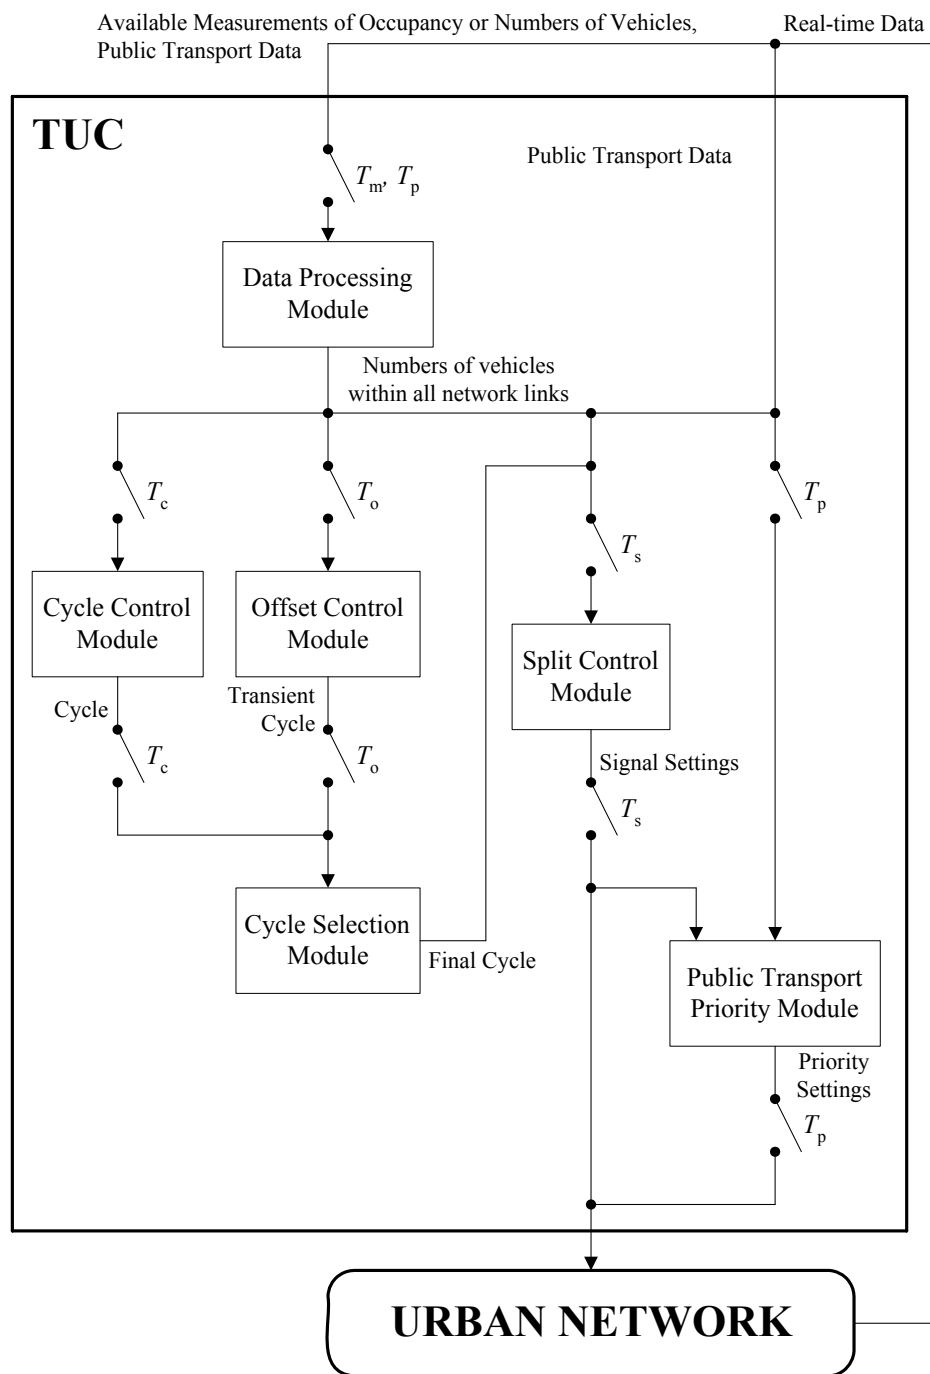 Available Measurements of Occupancy or Numbers of Vehicles,
Public Transport Data
Real-time Data
TUC
Public Transport Data
Tm, Tp
Data Processing
Module
Numbers of vehicles
within all network links
Tc
To
Ts
Tp
Cycle Control
Module
Offset Control
Module
Split Control
Module
Cycle
Transient
Cycle
Tc
To
Signal Settings
Ts
Cycle Selection
Module
Final Cycle
Public Transport
Priority Module
Priority
Settings
Tp
URBAN NETWORK